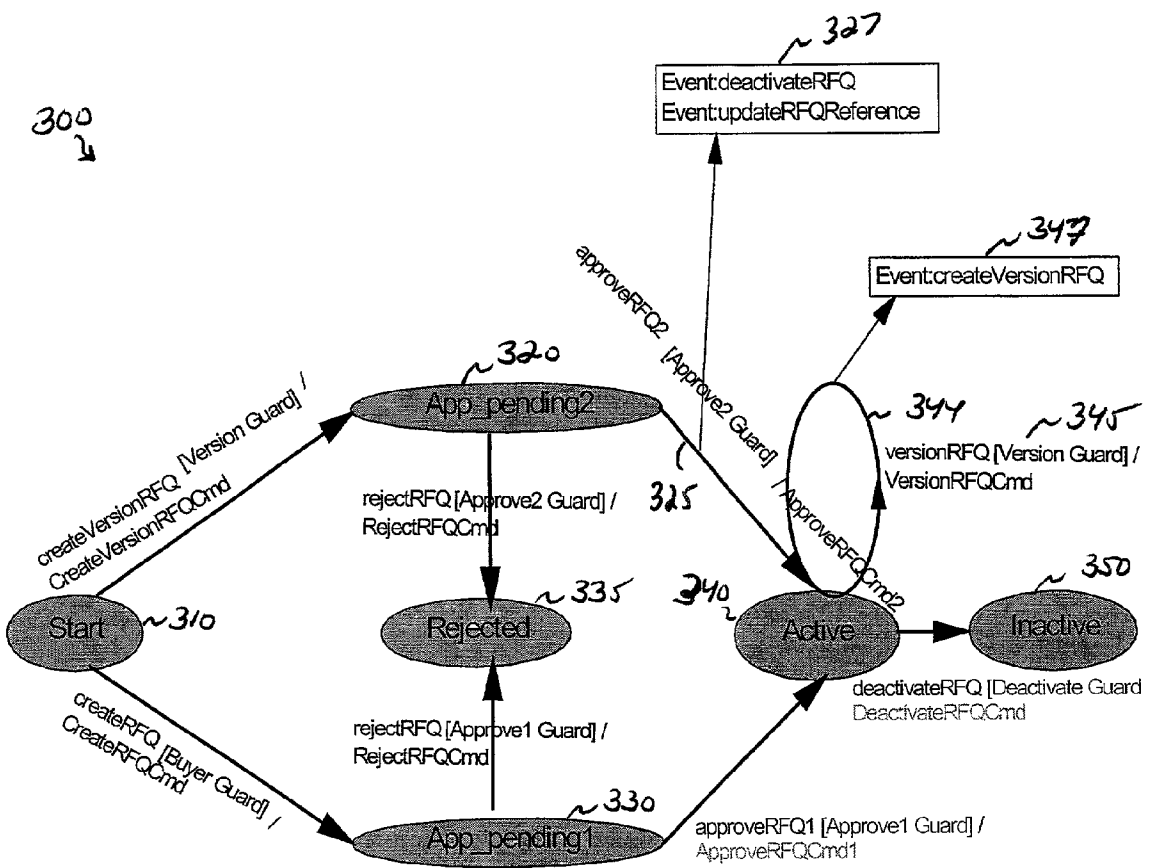 327
Event:deactivateRFQ
Event:updateRFQReference
300
347
Event:createVersionRFQ
approveRFQ2 [Approve2 Guard] / ApproveRFQCmd2
320
App_pending2
344
345
versionRFQ [Version Guard] /
VersionRFQCmd
createVersionRFQ [Version Guard] /
CreateVersionRFQCmd
325
rejectRFQ [Approve2 Guard] /
RejectRFQCmd
Start
310
335
Rejected
340
Active
350
Inactive
deactivateRFQ [Deactivate Guard
DeactivateRFQCmd
createRFQ [Buyer Guard] /
CreateRFQCmd
rejectRFQ [Approve1 Guard] /
RejectRFQCmd
330
App_pending1
approveRFQ1 [Approve1 Guard] /
ApproveRFQCmd1